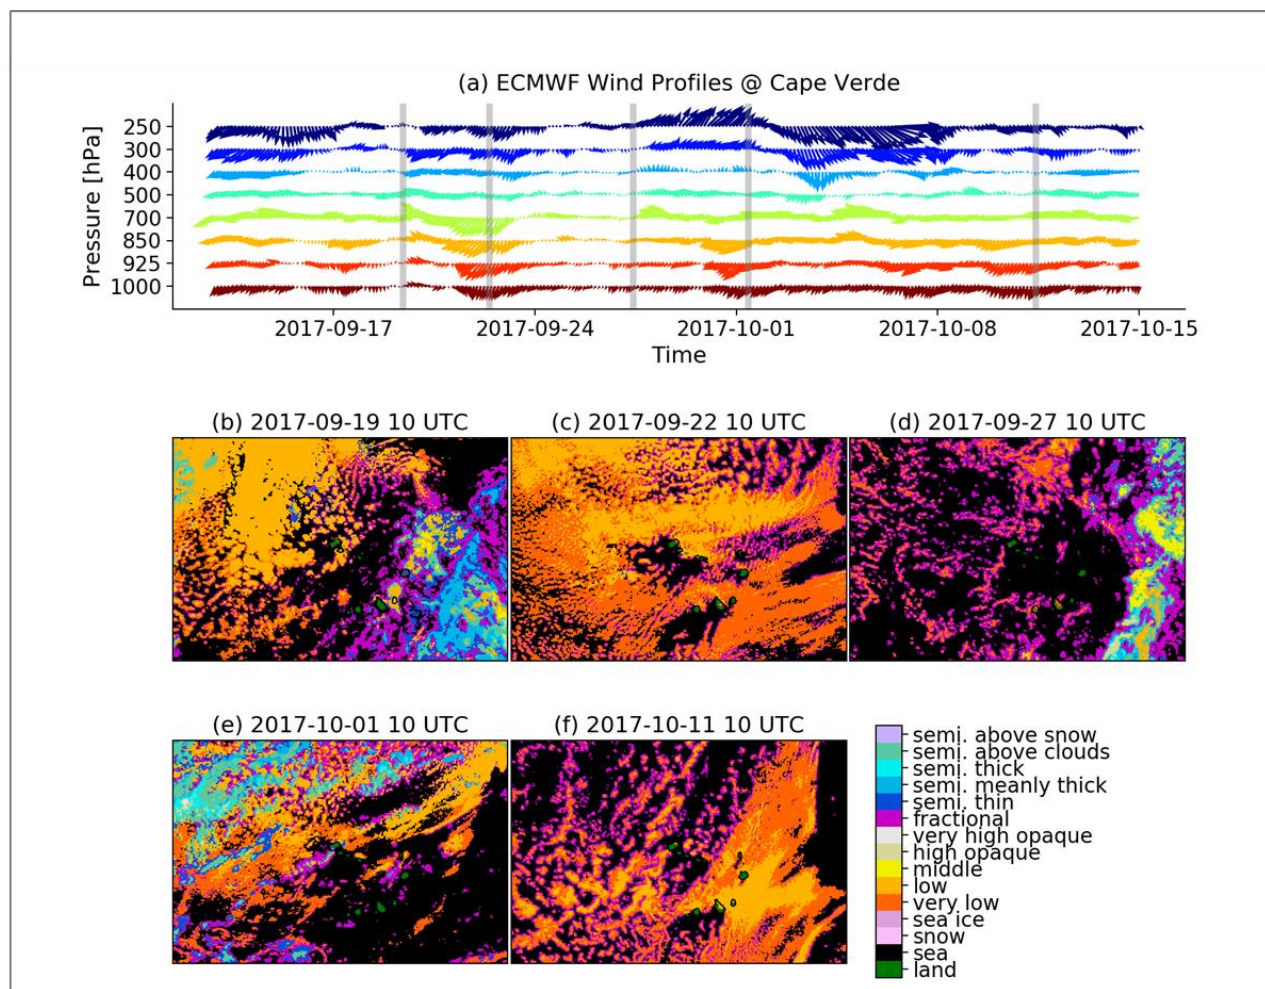 (a) ECMWF Wind Profiles @ Cape Verde
Pressure [hPa]
250
300
400
500
700
850
925
1000
2017-09-17 2017-09-24 2017-10-01 2017-10-08 2017-10-15
Time
(b) 2017-09-19 10 UTC (c) 2017-09-22 10 UTC (d) 2017-09-27 10 UTC
(e) 2017-10-01 10 UTC (f) 2017-10-11 10 UTC
semi. above snow
semi. above clouds
semi. thick
semi. meanly thick
semi. thin
fractional
very high opaque
high opaque
middle
low
very low
sea ice
snow
sea
land